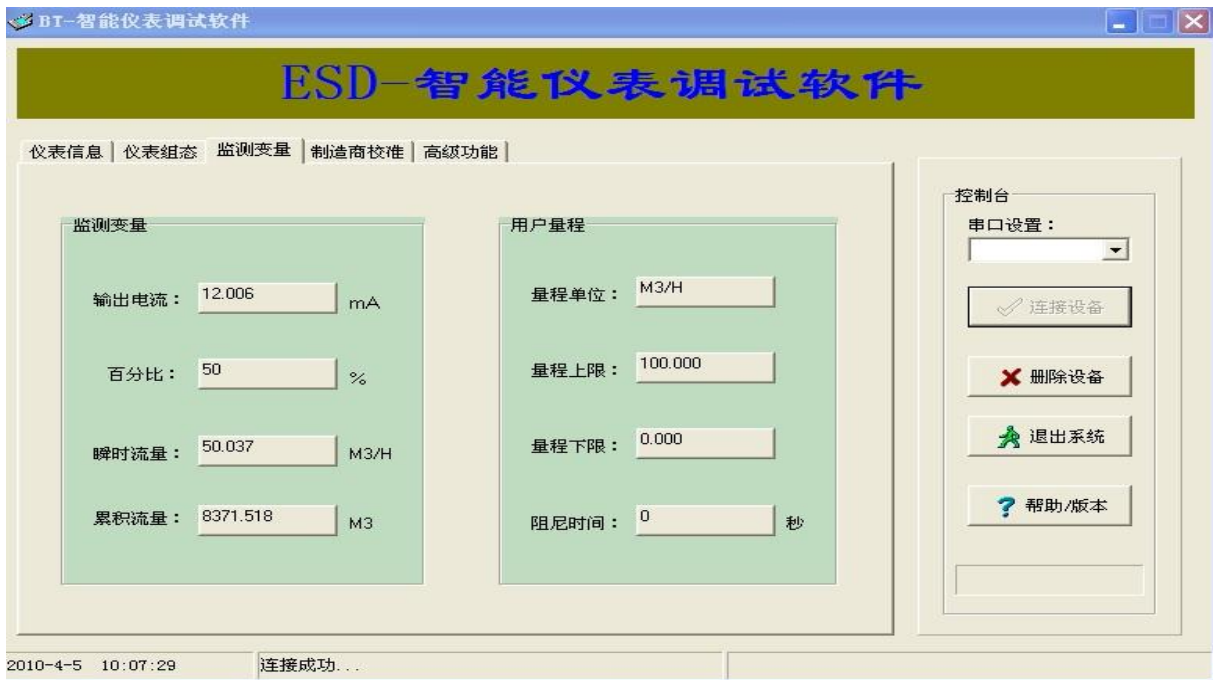 BT-智能仪表调试软件
ESD-智能仪表调试软件
仪表信息 仪表组态 监测变量 制造商校准 高级功能
监测变量
输出电流： 12.006 mA
百分比： 50 %
瞬时流量： 50.037 M3/H
累积流量： 8371.518 M3
用户量程
量程单位： M3/H
量程上限： 100.000
量程下限： 0.000
阻尼时间： 0 秒
控制台
串口设置：
连接设备
删除设备
退出系统
帮助/版本
2010-4-5 10:07:29 连接成功...